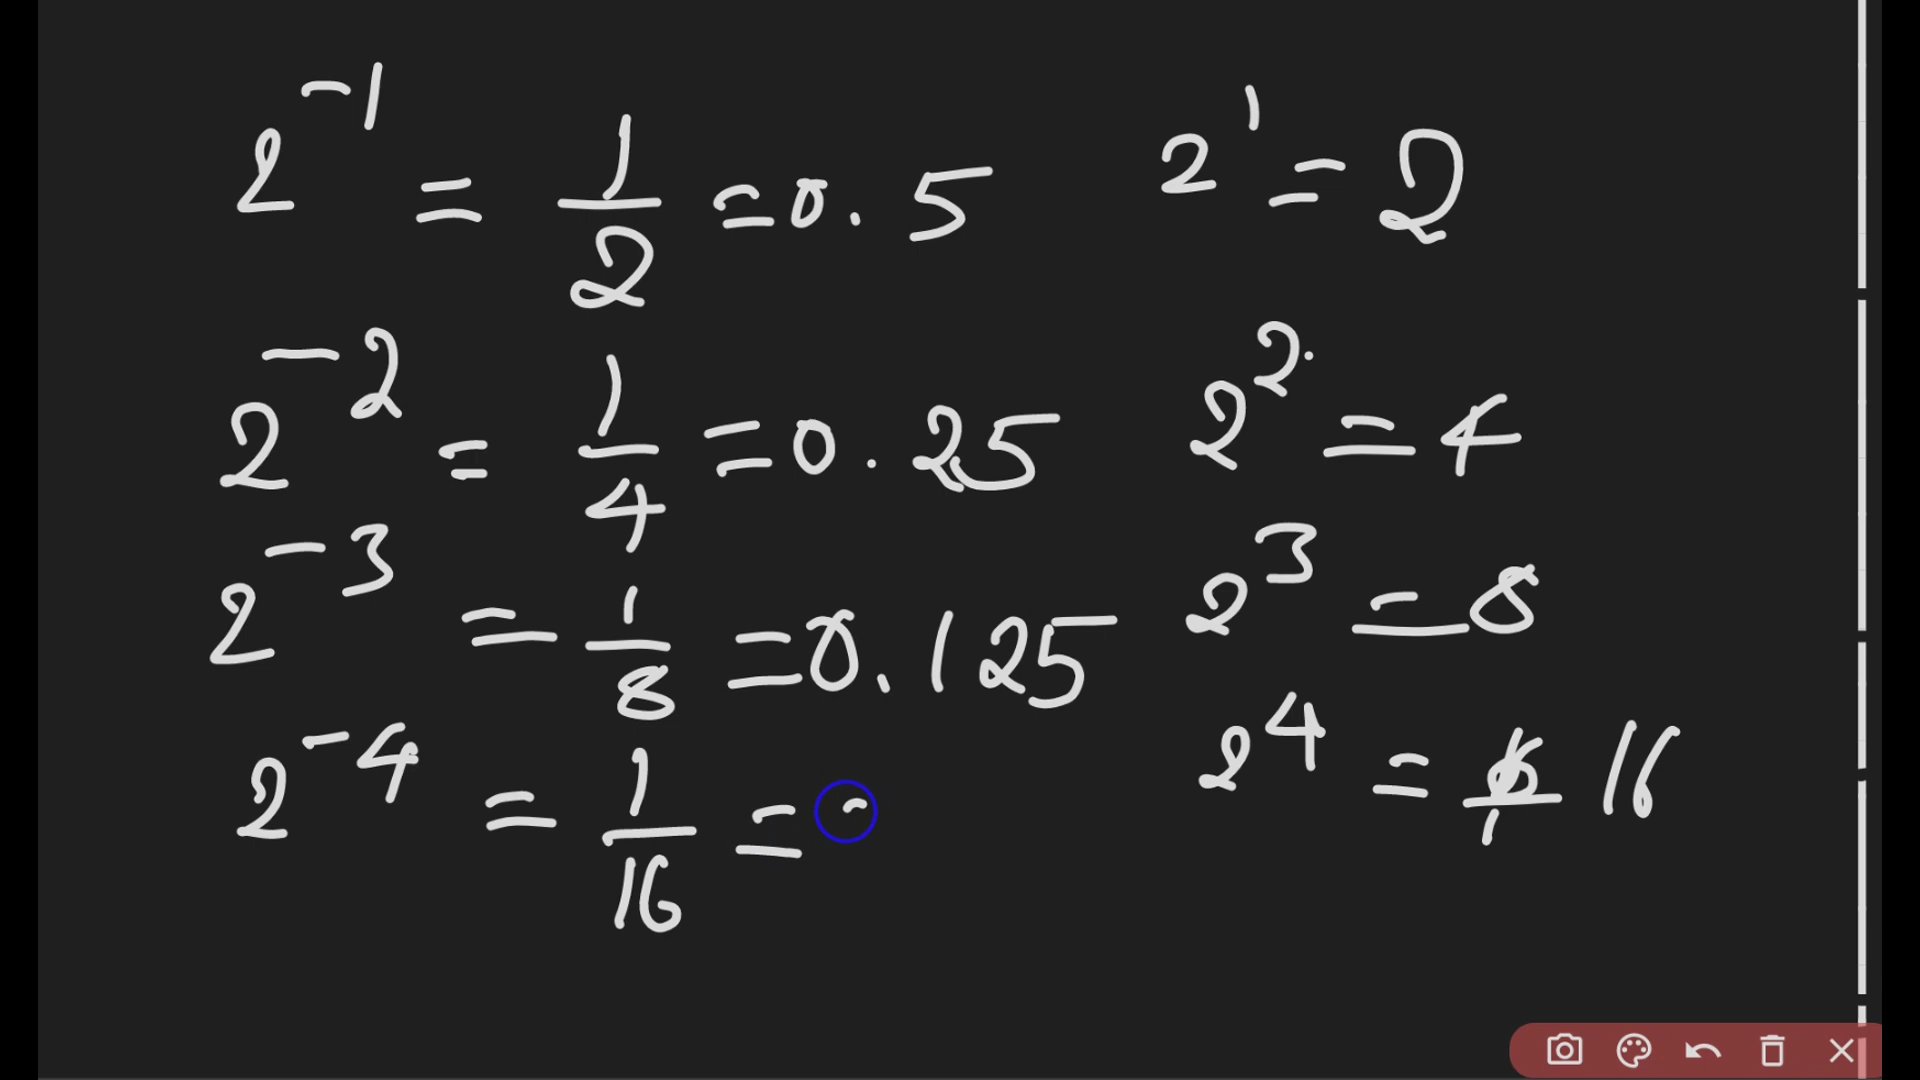 2^-1 = 1/2 = 0.5 2^1 = 2
2^-2 = 1/4 = 0.25 2^2. = 4
2^-3 = 1/8 = 0.125 2^3 = 8
2^-4 = 1/16 = 2^4 = 16